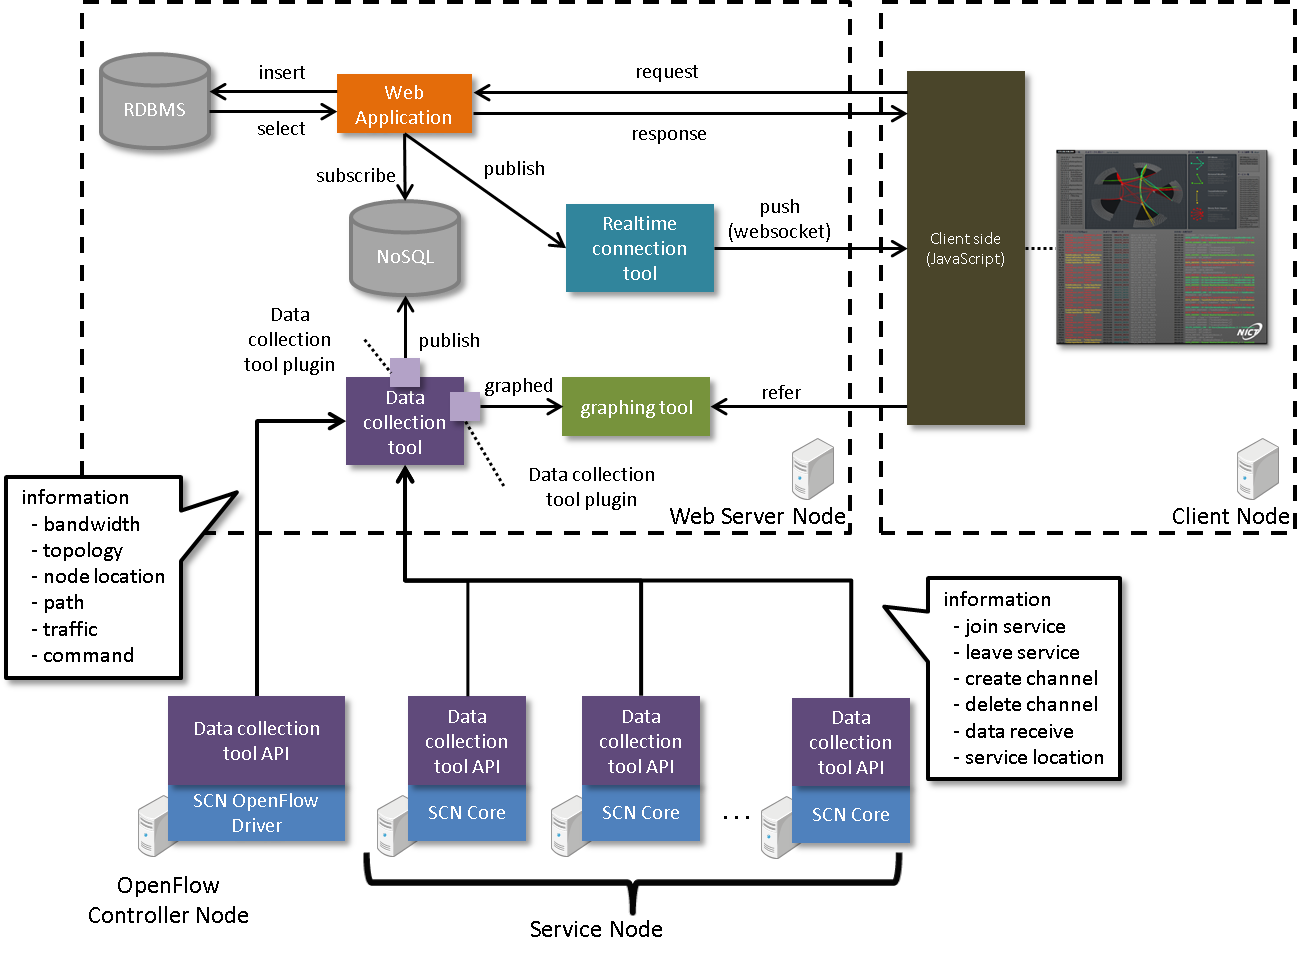 insert
request
RDBMS
Web
Application
select
response
subscribe
publish
Realtime
connection
tool
push
(websocket)
Client side
(JavaScript)
NoSQL
NICT
Data
collection
tool plugin
publish
Data
collection
tool
graphed
graphing tool
refer
Data collection
tool plugin
Web Server Node
Client Node
information
- bandwidth
- topology
- node location
- path
- traffic
- command
information
- join service
- leave service
- create channel
- delete channel
- data receive
- service location
Data collection
tool API
SCN OpenFlow
Driver
Data
collection
tool API
SCN Core
Data
collection
tool API
SCN Core
...
Data
collection
tool API
SCN Core
OpenFlow
Controller Node
Service Node